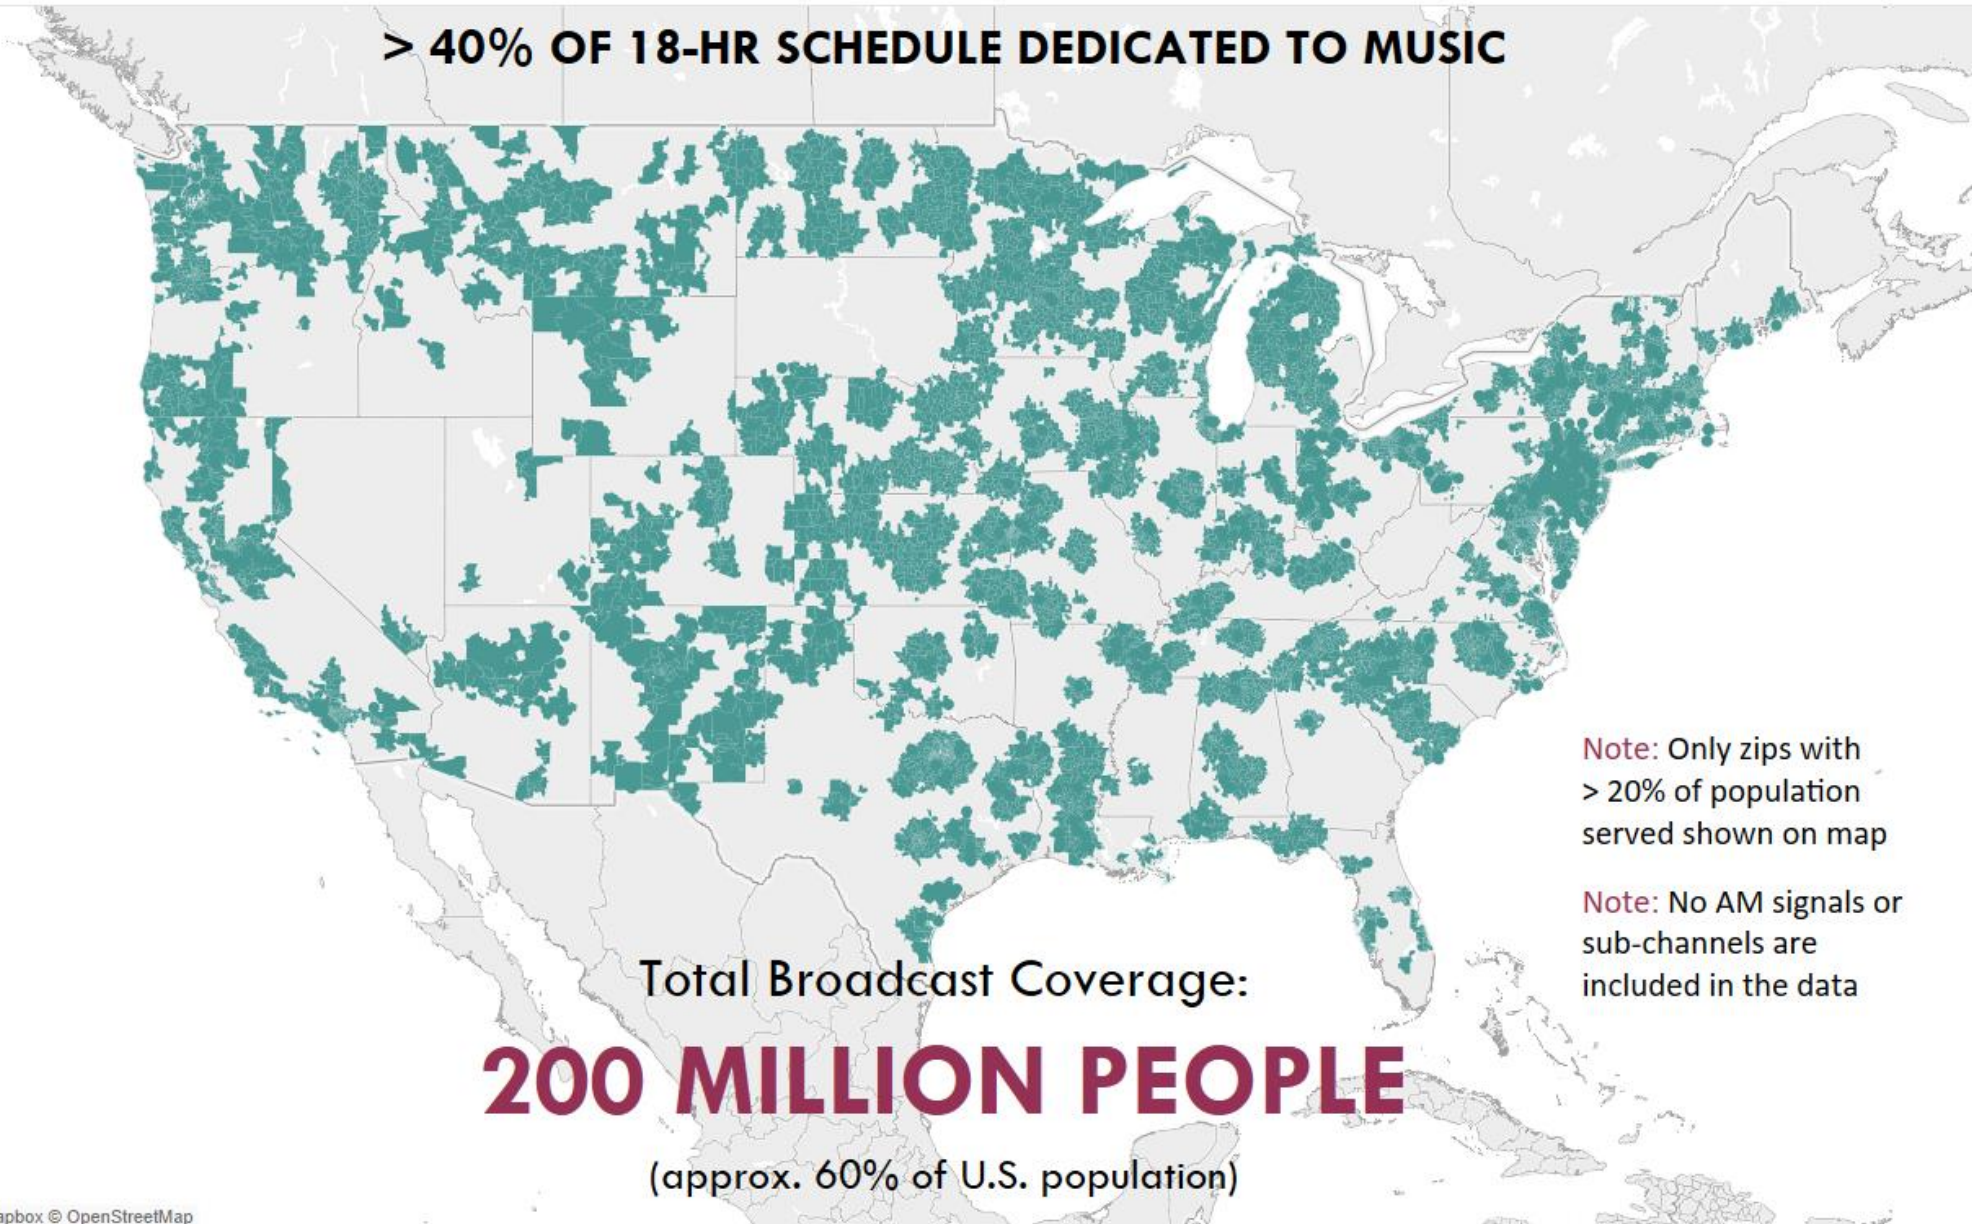 > 40% OF 18-HR SCHEDULE DEDICATED TO MUSIC
Note: Only zips with
> 20% of population
served shown on map
Note: No AM signals or
sub-channels are
included in the data
Total Broadcast Coverage:
200 MILLION PEOPLE
(approx. 60% of U.S. population)
apbox © OpenStreetMap